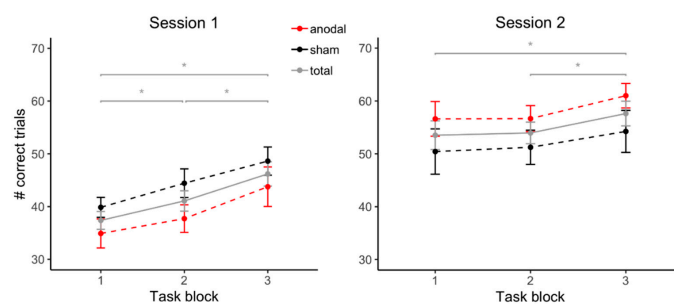 Session 1
Session 2
anodal
sham
total
# correct trials
70
60
50
40
30
*
*
*
1
2
3
Task block
70
60
50
40
30
*
*
1
2
3
Task block